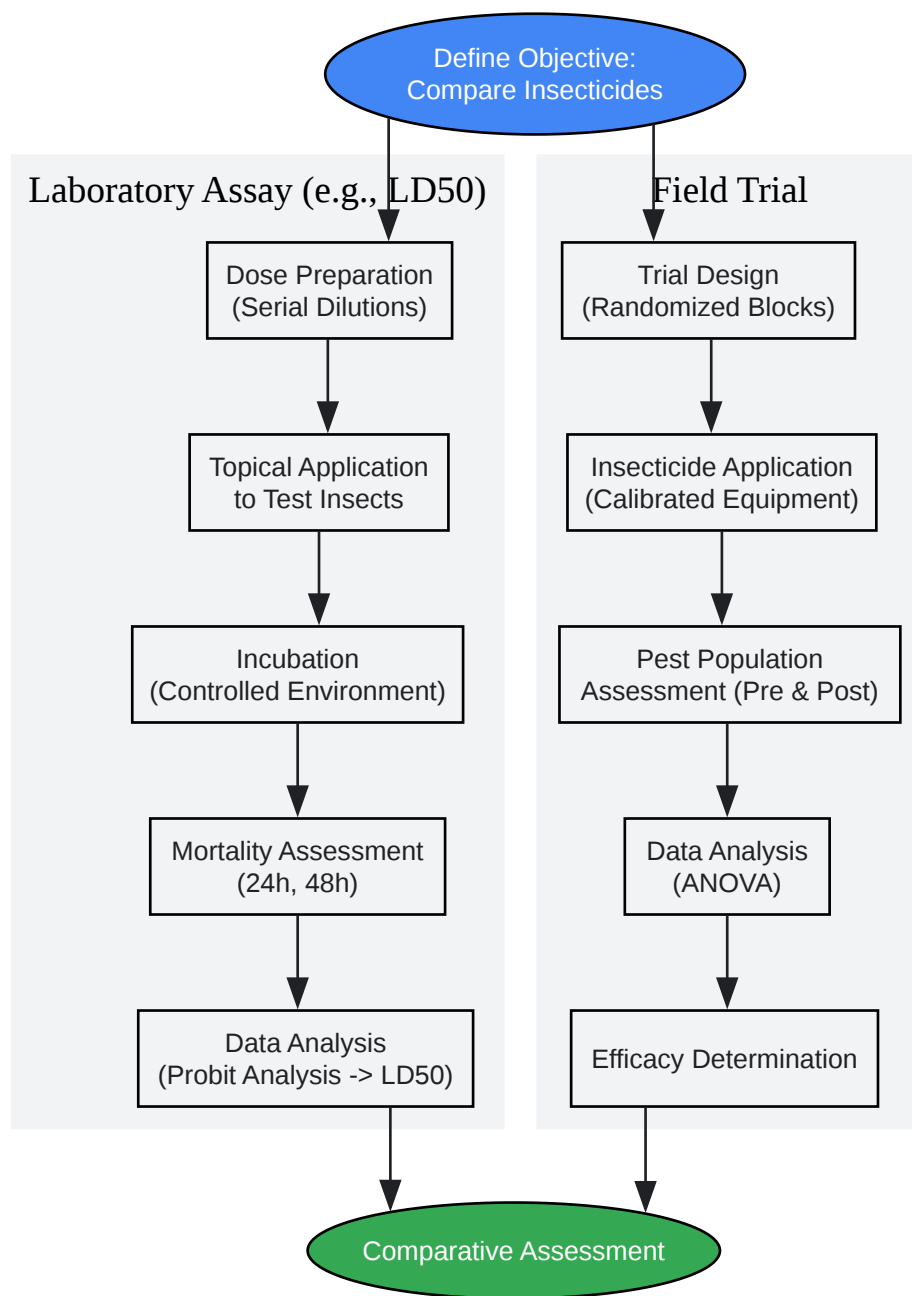 Define Objective:
Compare Insecticides
Laboratory Assay (e.g., LD50)
Dose Preparation
(Serial Dilutions)
Topical Application
to Test Insects
Incubation
(Controlled Environment)
Mortality Assessment
(24h, 48h)
Data Analysis
(Probit Analysis -> LD50)
Field Trial
Trial Design
(Randomized Blocks)
Insecticide Application
(Calibrated Equipment)
Pest Population
Assessment (Pre & Post)
Data Analysis
(ANOVA)
Efficacy Determination
Comparative Assessment